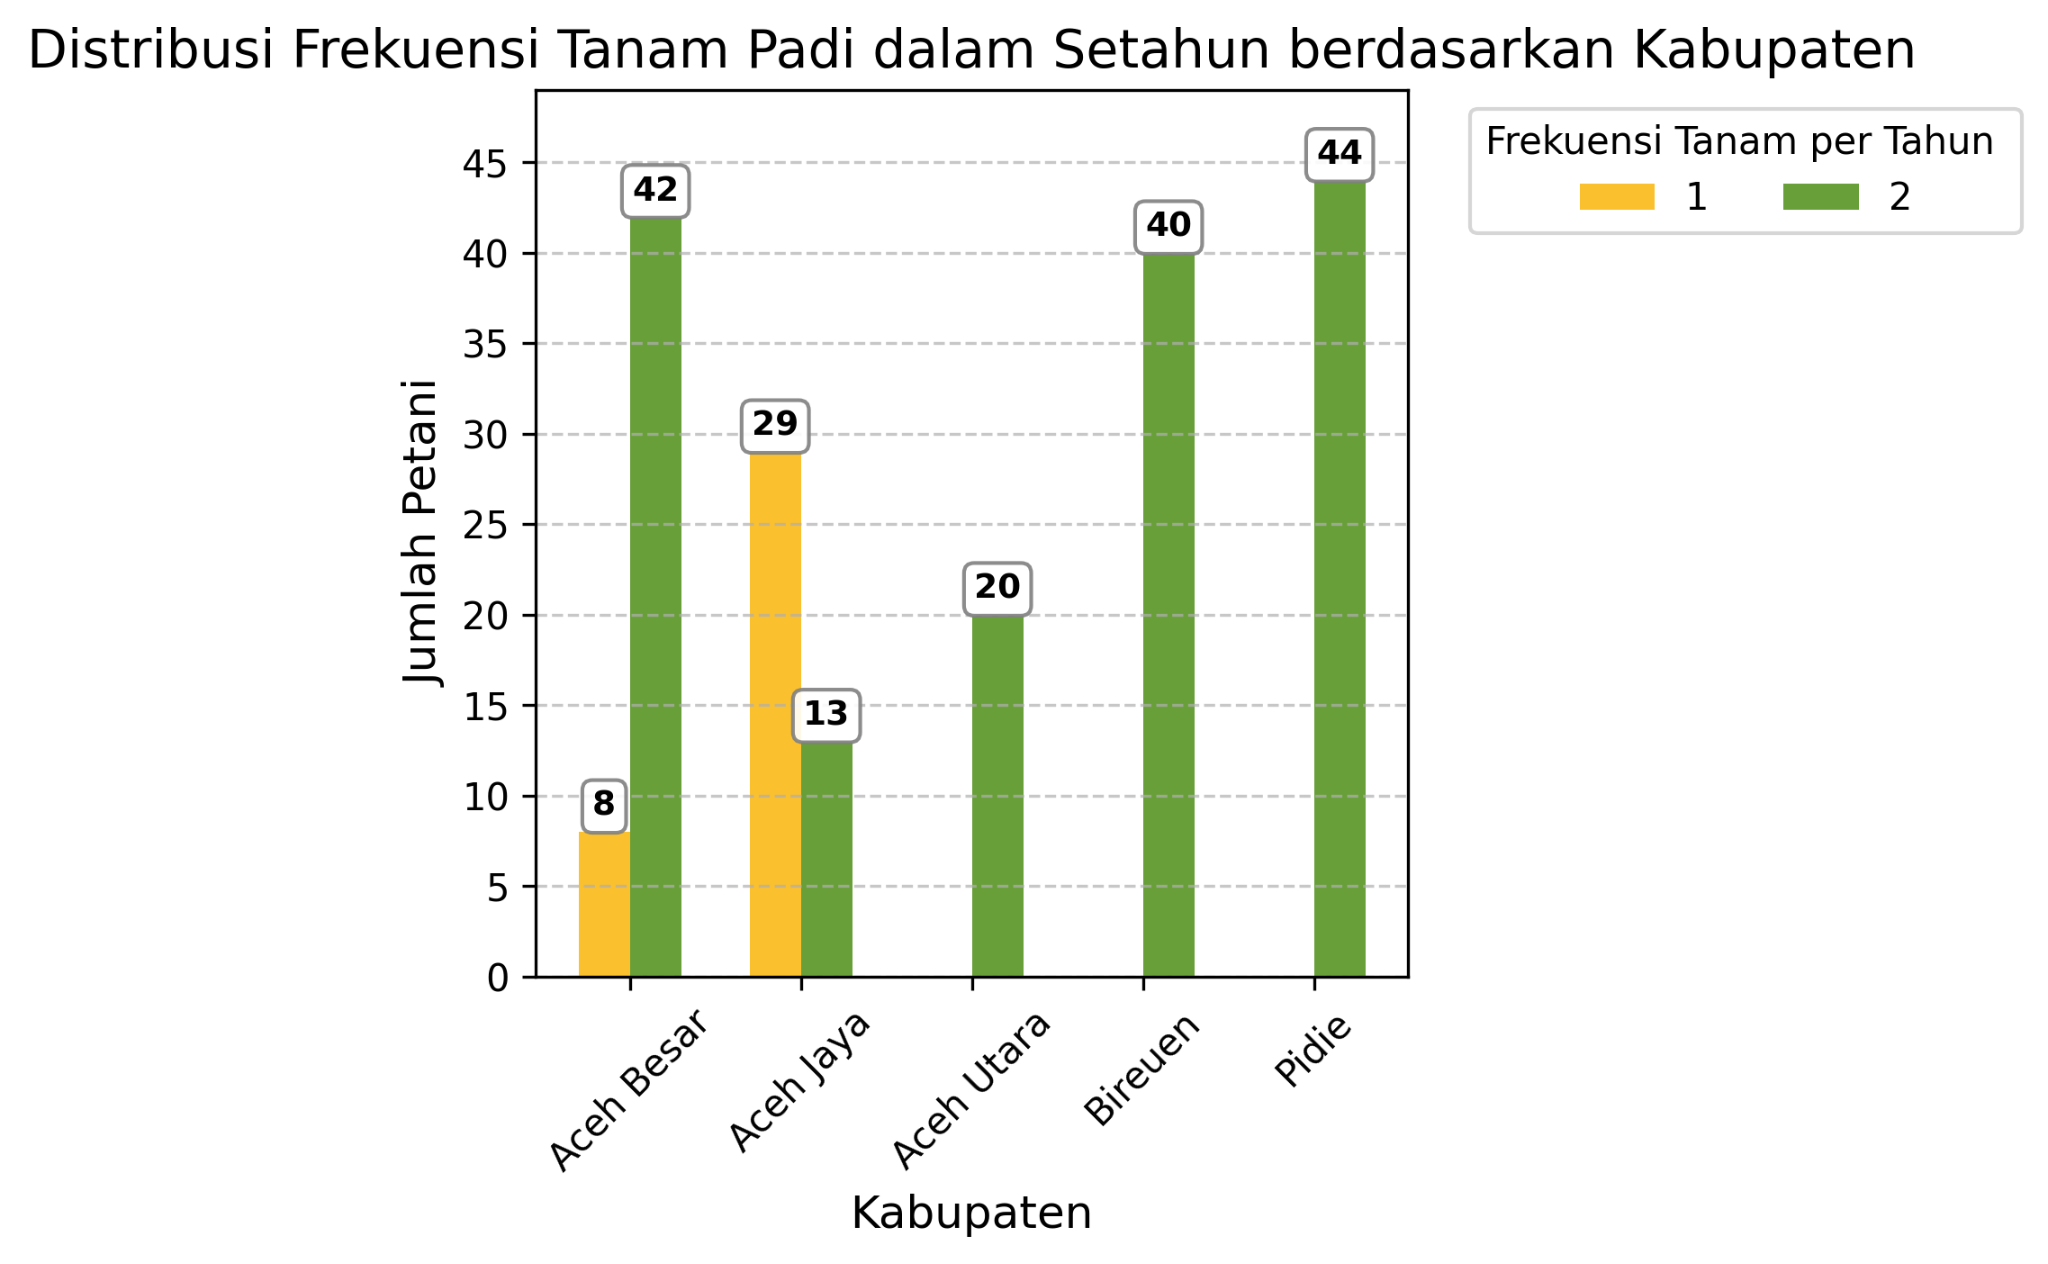 Distribusi Frekuensi Tanam Padi dalam Setahun berdasarkan Kabupaten
Frekuensi Tanam per Tahun
1 2
Jumlah Petani
45
40
35
30
25
20
15
10
5
0
8
42
29
13
20
40
44
Aceh Besar
Aceh Jaya
Aceh Utara
Bireuen
Pidie
Kabupaten